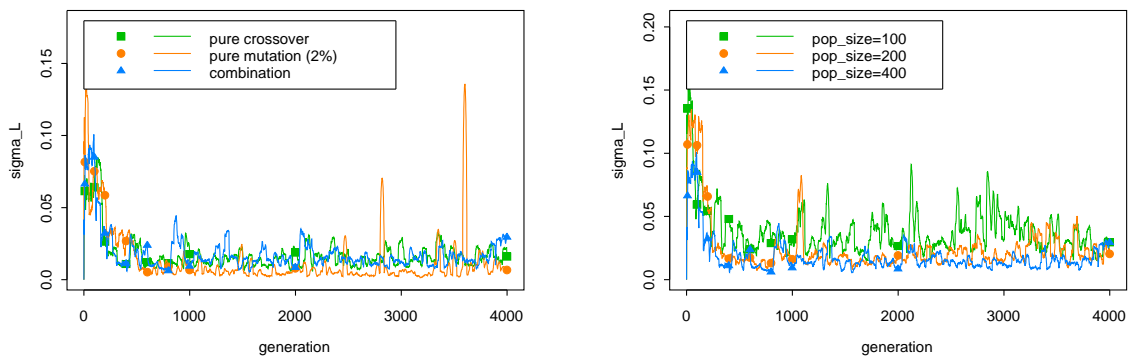 pure crossover
pure mutation (2%)
combination
sigma_L
0.0
0.05
0.10
0.15
0
1000
2000
3000
4000
generation
pop_size=100
pop_size=200
pop_size=400
sigma_L
0.0
0.05
0.10
0.15
0.20
0
1000
2000
3000
4000
generation